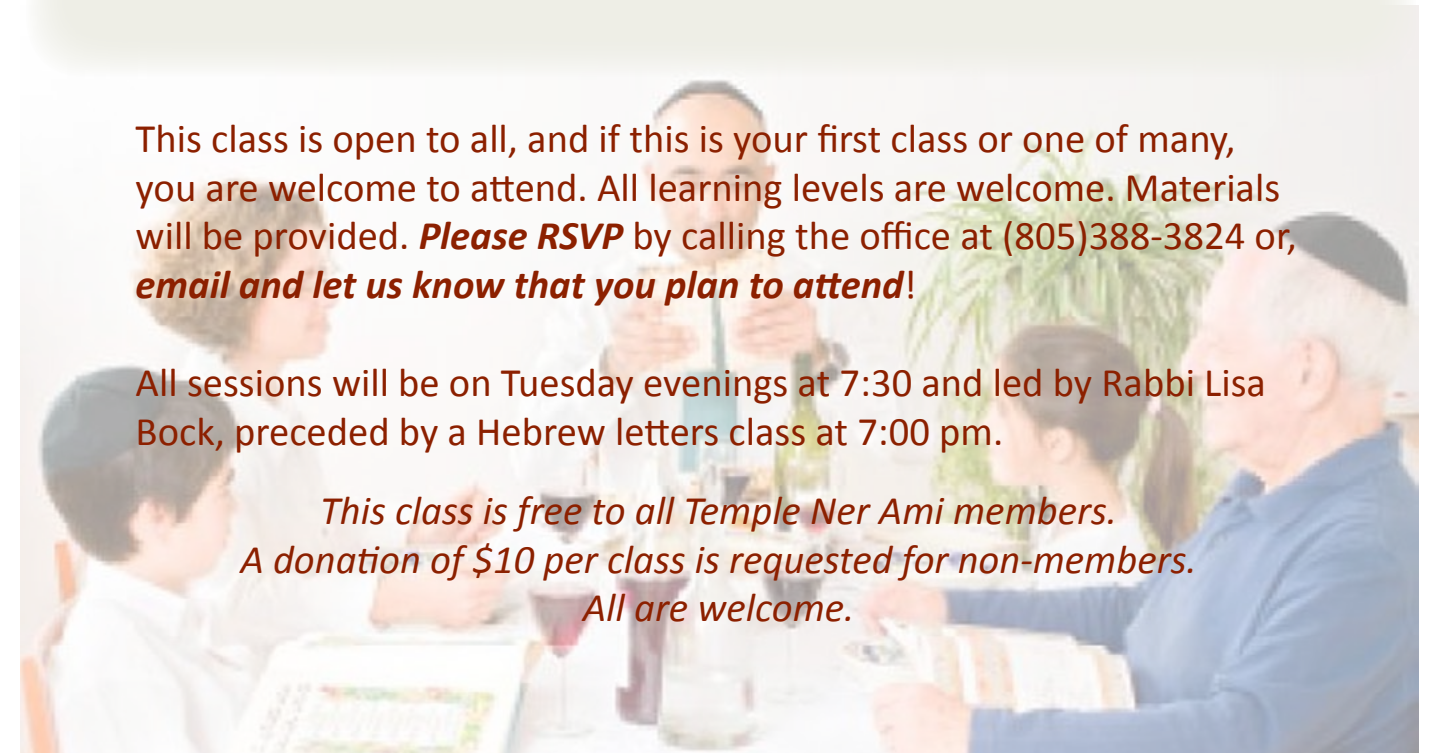 This class is open to all, and if this is your first class or one of many,
you are welcome to attend. All learning levels are welcome. Materials
will be provided. Please RSVP by calling the office at (805)388-3824 or,
email and let us know that you plan to attend!
All sessions will be on Tuesday evenings at 7:30 and led by Rabbi Lisa
Bock, preceded by a Hebrew letters class at 7:00 pm.
This class is free to all Temple Ner Ami members.
A donation of $10 per class is requested for non-members.
All are welcome.